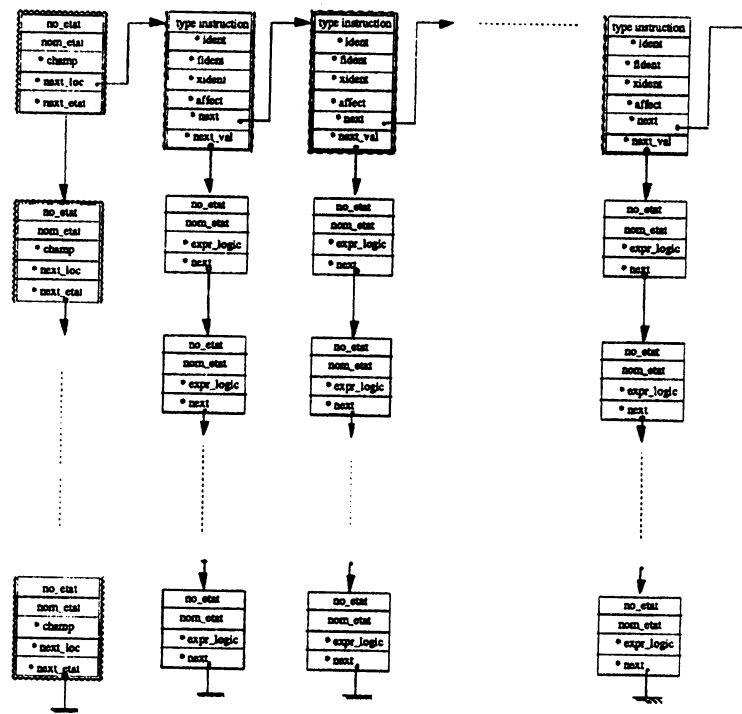 no_etat
nom_etat
* champ
* next_loc
* next_etat
type instruction
* ident
fident
xident
* affect
* next
* next_val
type instruction
* ident
fident
xident
* affect
* next
* next_val
type instruction
* ident
fident
xident
* affect
* next
* next_val
no_etat
nom_etat
* champ
* next_loc
* next_etat
no_etat
nom_etat
* expr_logic
* next
no_etat
nom_etat
* expr_logic
* next
no_etat
nom_etat
* expr_logic
* next
no_etat
nom_etat
* expr_logic
* next
no_etat
nom_etat
* expr_logic
* next
no_etat
nom_etat
* expr_logic
* next
no_etat
nom_etat
* champ
* next_loc
* next_etat
no_etat
nom_etat
* expr_logic
* next
no_etat
nom_etat
* expr_logic
* next
no_etat
nom_etat
* expr_logic
* next